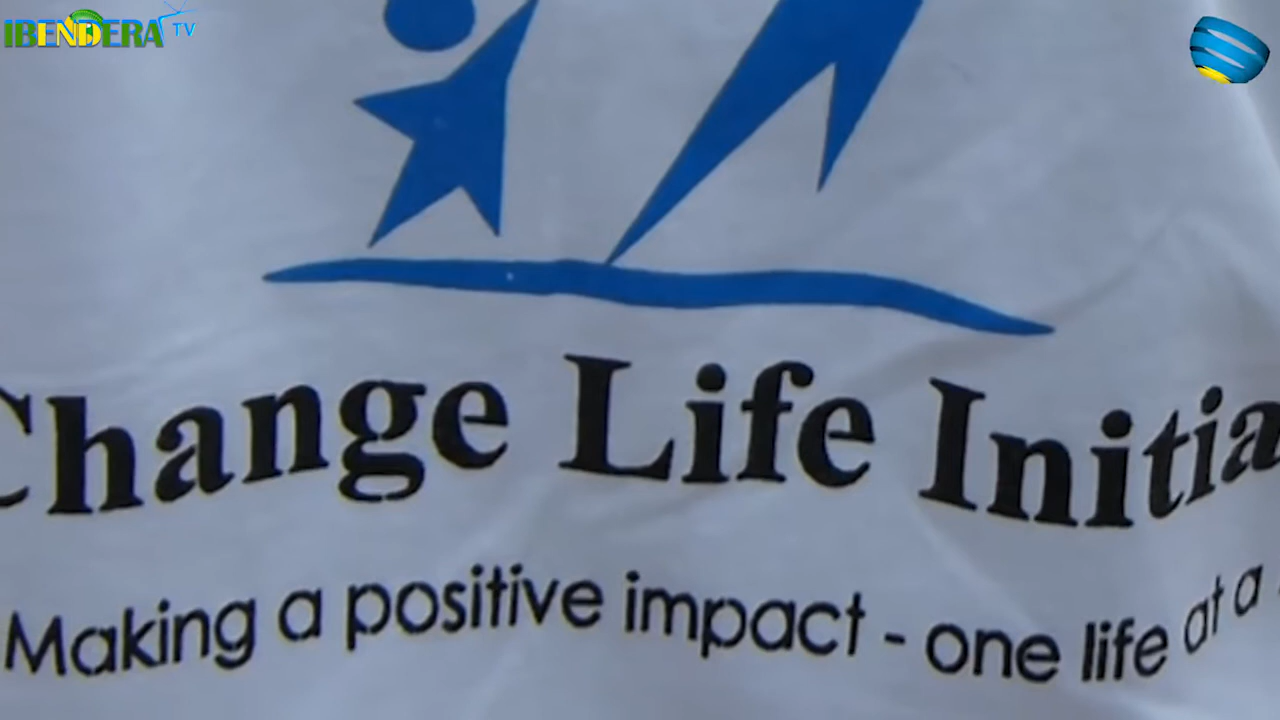 IBENDERA TV
Change Life Initia
Making a positive impact - one life at a